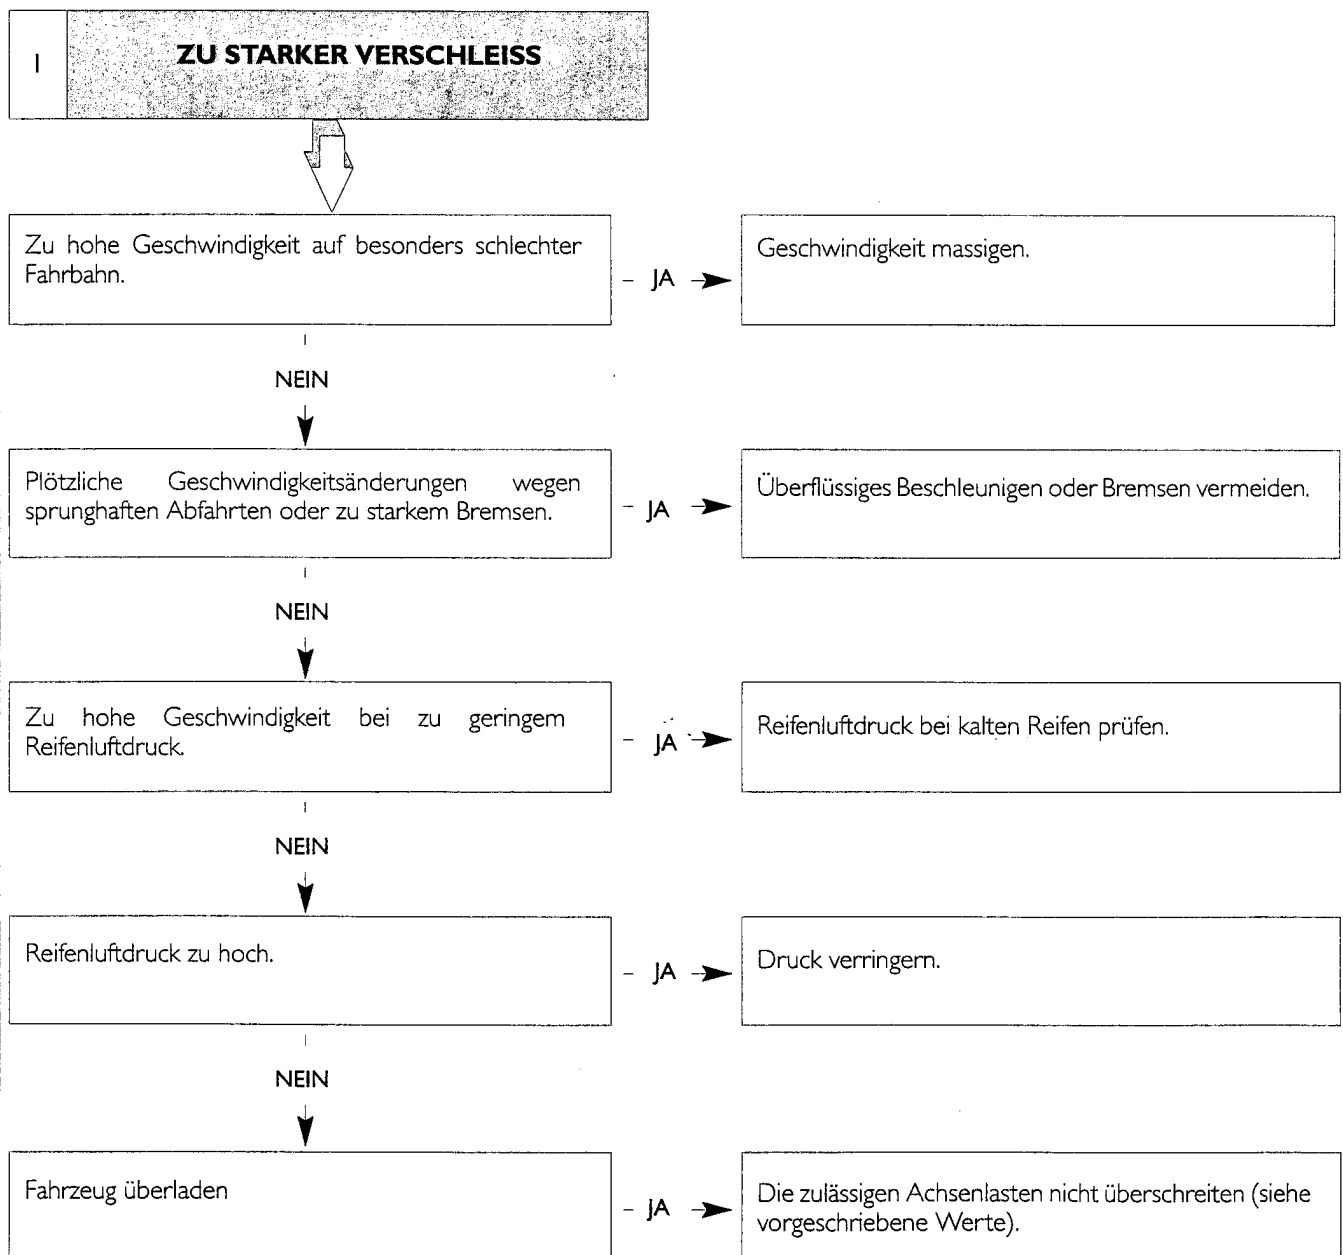 1
ZU STARKER VERSCHLEISS
Zu hohe Geschwindigkeit auf besonders schlechter
Fahrbahn.
- JA
Geschwindigkeit massigen.
NEIN
Plötzliche Geschwindigkeitsänderungen wegen
sprunghaften Abfahrten oder zu starkem Bremsen.
- JA
Überflüssiges Beschleunigen oder Bremsen vermeiden.
NEIN
Zu hohe Geschwindigkeit bei zu geringem
Reifenluftdruck.
- JA
Reifenluftdruck bei kalten Reifen prüfen.
NEIN
Reifenluftdruck zu hoch.
- JA
Druck verringern.
NEIN
Fahrzeug überladen
- JA
Die zulässigen Achsenlasten nicht überschreiten (siehe
vorgeschriebene Werte).